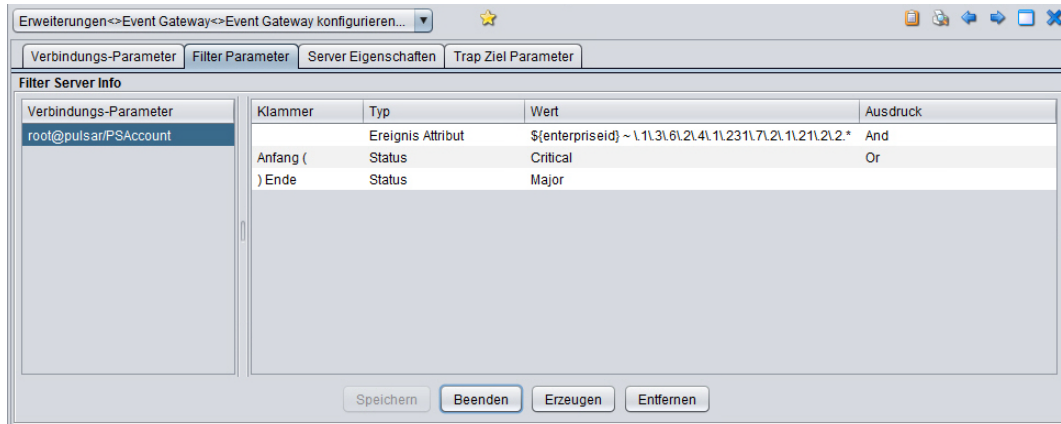 Erweiterungen<>Event Gateway<>Event Gateway konfigurieren...
Verbindungs-Parameter Filter Parameter Server Eigenschaften Trap Ziel Parameter
Filter Server Info
Verbindungs-Parameter Klammer Typ Wert Ausdruck
root@pulsar/PSAccount Ereignis Attribut ${enterpriseid} ~ \.1\.3\.6\.2\.4\.1\.231\.7\.2\.1\.21\.2\.2.* And
Anfang ( Status Critical Or
) Ende Status Major
Speichern Beenden Erzeugen Entfernen